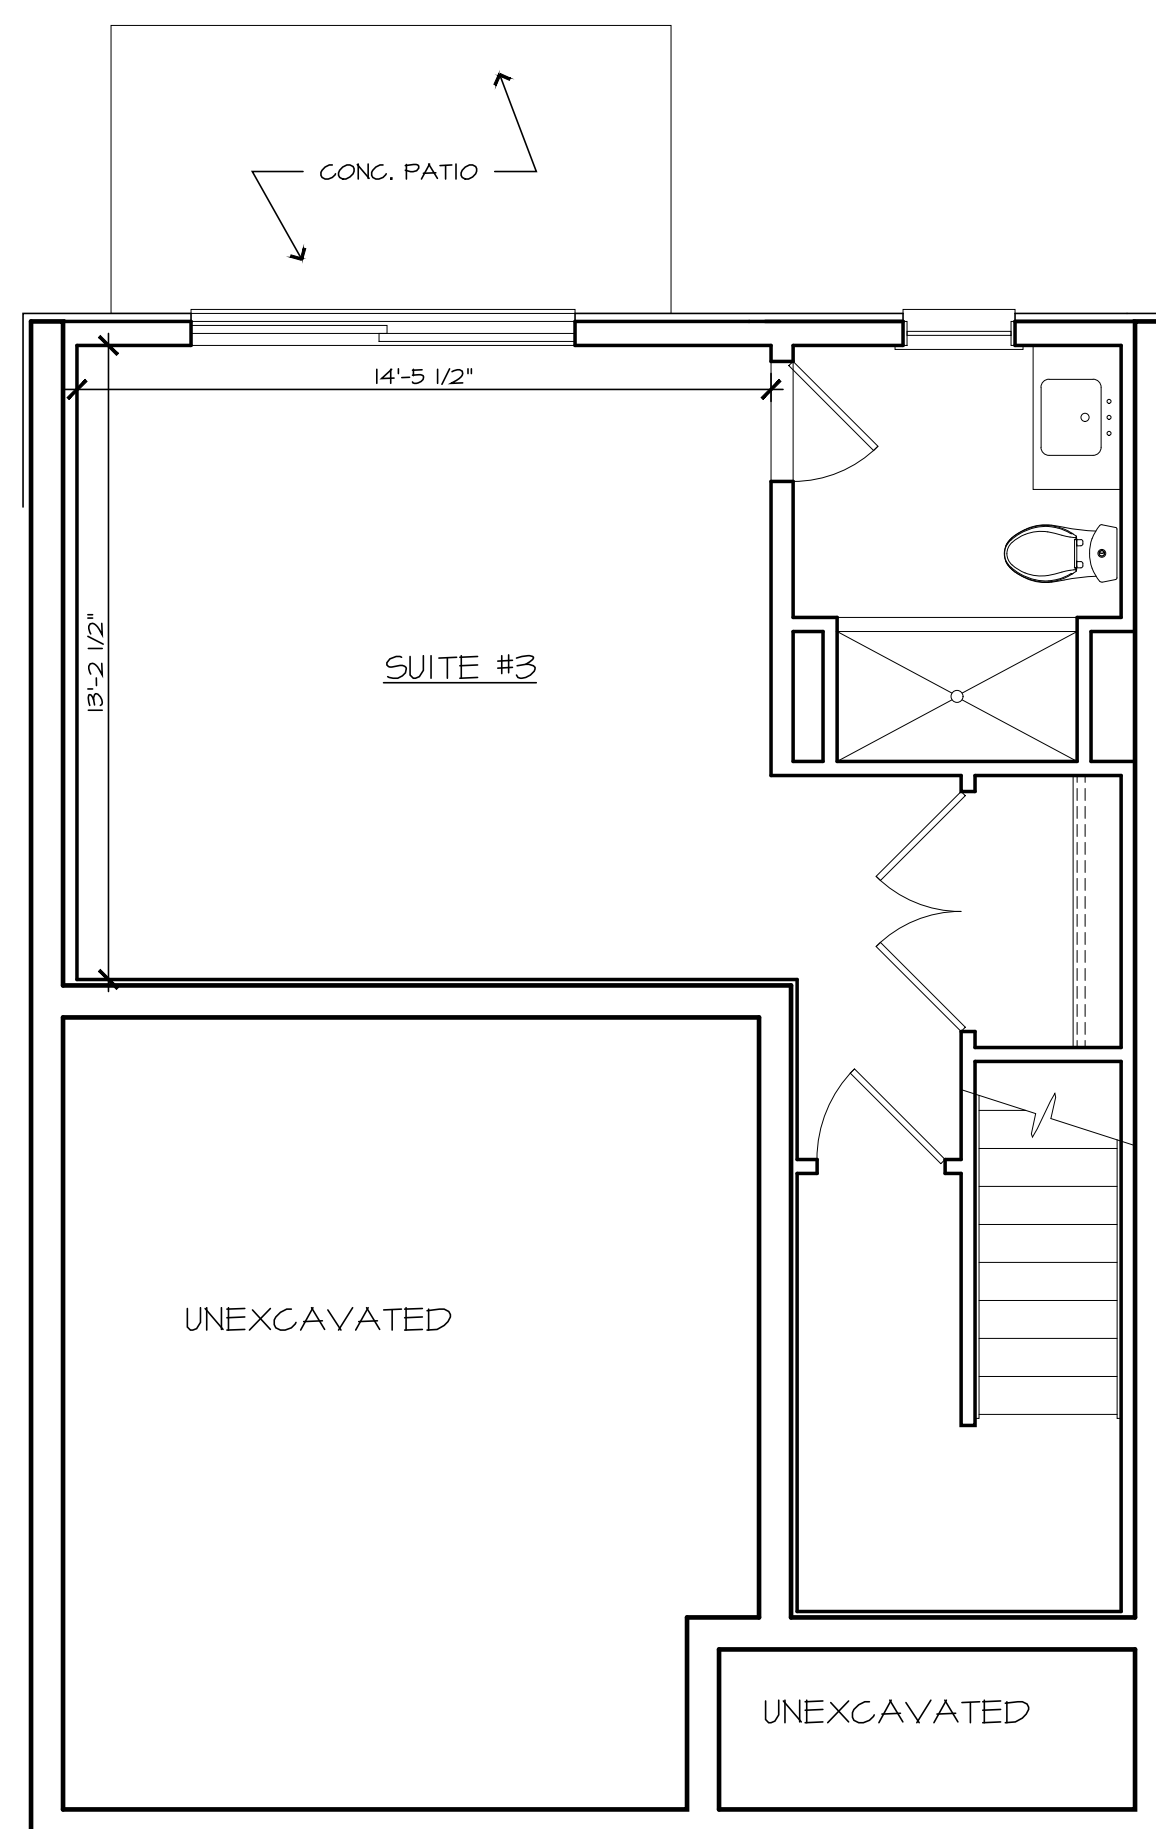 CONC. PATIO
14'-5 1/2"
13'-2 1/2"
SUITE #3
UNEXCAVATED
UNEXCAVATED